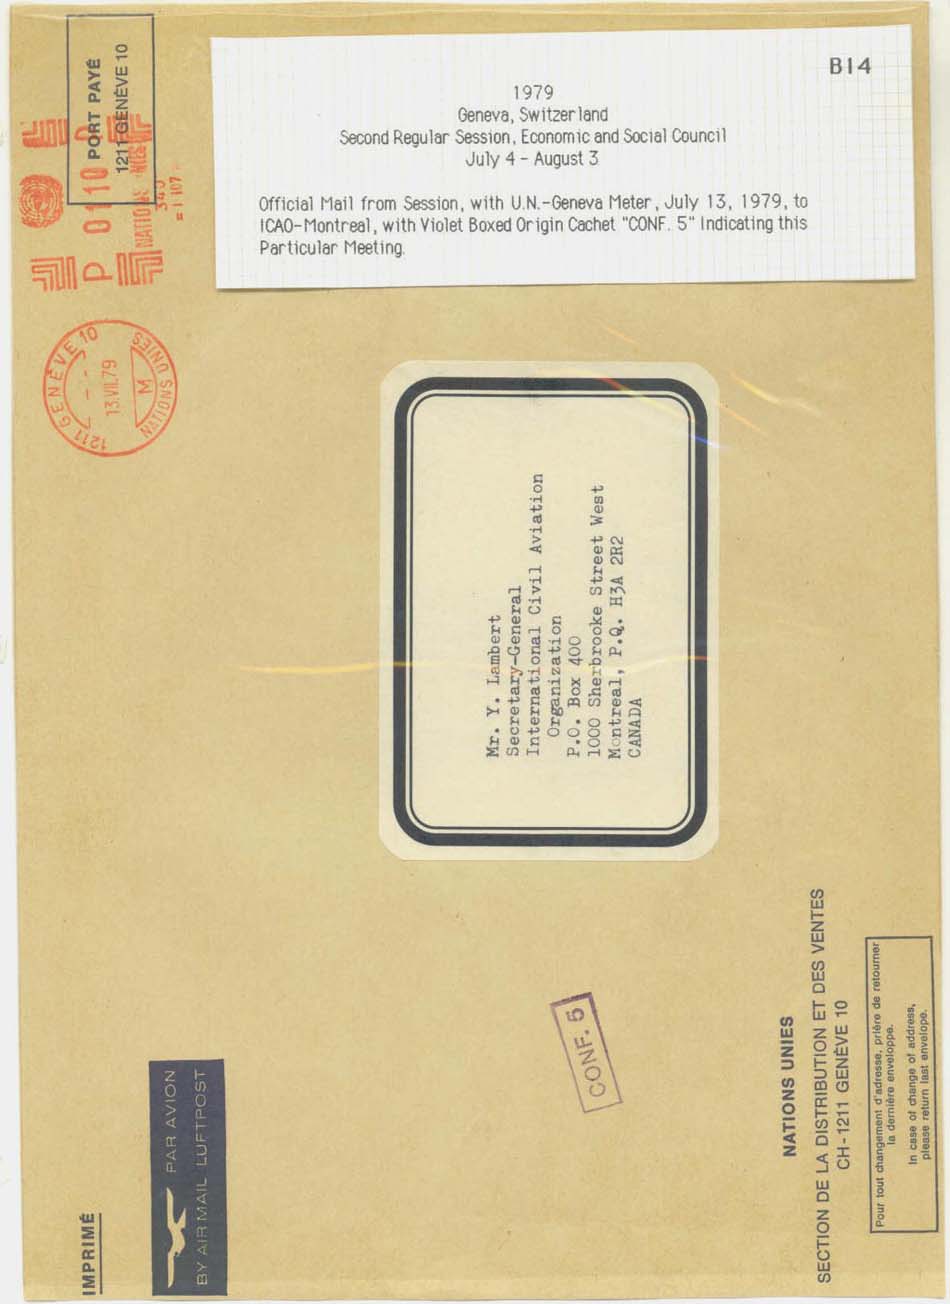 B14
1979
Geneva, Switzerland
Second Regular Session, Economic and Social Council
July 4 - August 3
Official Mail from Session, with U.N.-Geneva Meter, July 13, 1979, to
ICAO-Montreal, with Violet Boxed Origin Cachet "CONF. 5" Indicating this
Particular Meeting.
PORT PAYÉ
1211 GENÈVE 10
P 0110 P
NATIONS UNIES
1211 GENÈVE 10
13.VII.79
M
NATIONS UNIES
Mr. Y. Lambert
Secretary-General
International Civil Aviation
Organization
P.O. Box 400
1000 Sherbrooke Street West
Montreal, P.Q. H3A 2R2
CANADA
CONF. 5
IMPRIMÉ
PAR AVION
BY AIR MAIL LUFTPOST
NATIONS UNIES
SECTION DE LA DISTRIBUTION ET DES VENTES
CH-1211 GENÈVE 10
Pour tout changement d'adresse, prière de retourner
la dernière enveloppe.
In case of change of address,
please return last envelope.